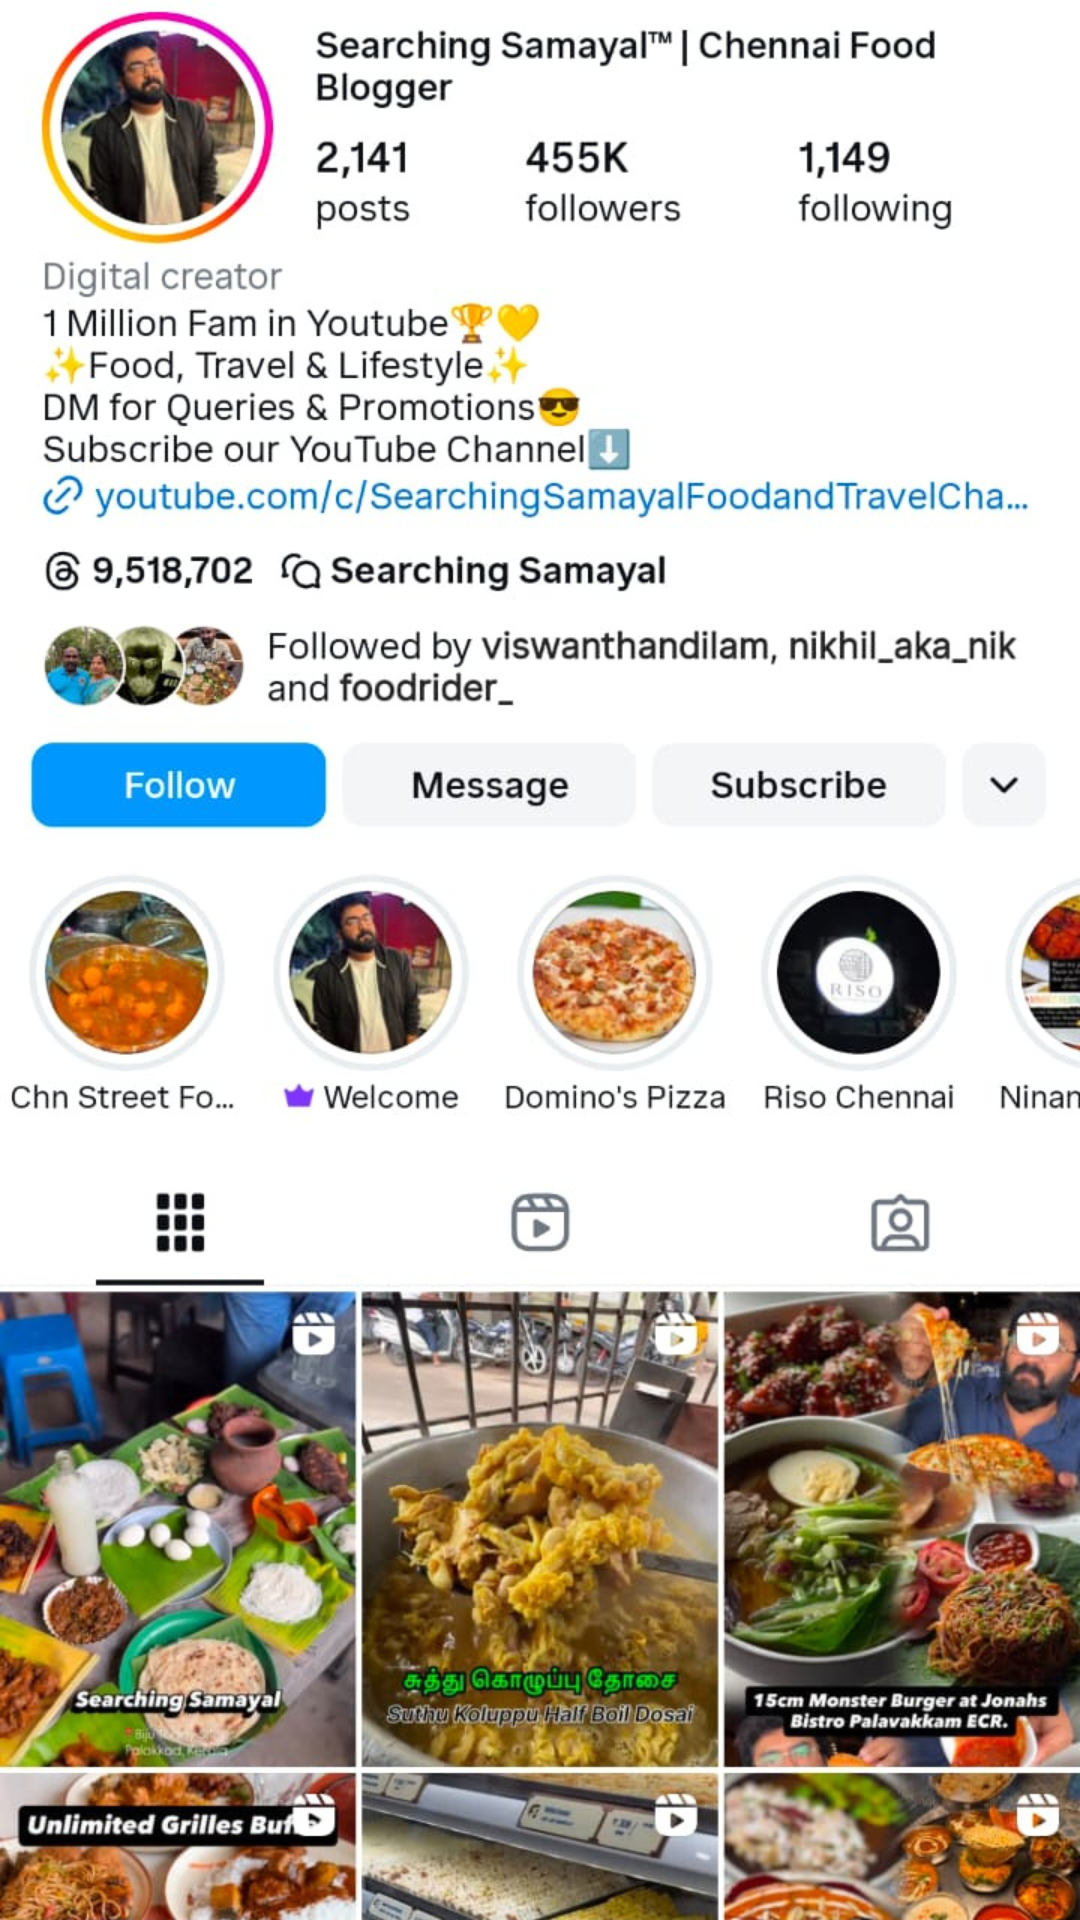 Searching Samayal™ | Chennai Food
Blogger
2,141 455K 1,149
posts followers following
Digital creator
1 Million Fam in Youtube🏆💛
✨Food, Travel & Lifestyle✨
DM for Queries & Promotions😎
Subscribe our YouTube Channel⬇️
youtube.com/c/SearchingSamayalFoodandTravelCha...
9,518,702 Searching Samayal
Followed by viswanthandilam, nikhil_aka_nik
and foodrider_
Follow Message Subscribe
RISO
Chn Street Fo... Welcome Domino's Pizza Riso Chennai Ninan
Searching Samayal
Palakkad, Kerala
சுத்து கொழுப்பு தோசை
Suthu Koluppu Half Boil Dosai
15cm Monster Burger at Jonahs
Bistro Palavakkam ECR.
Unlimited Grilles Buf